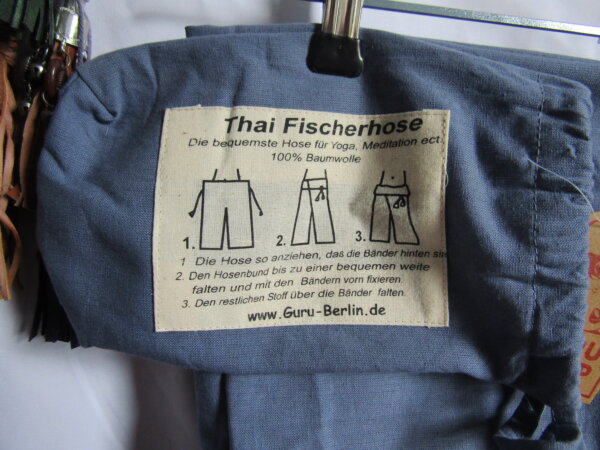 Thai Fischerhose
Die bequemste Hose für Yoga, Meditation ect.
100% Baumwolle
1. 2. 3.
1 Die Hose so anziehen, daß die Bänder hinten sin
2. Den Hosenbund bis zu einer bequemen weite
falten und mit den Bändern vorn fixieren.
3. Den restlichen Stoff über die Bänder falten.
www.Guru-Berlin.de